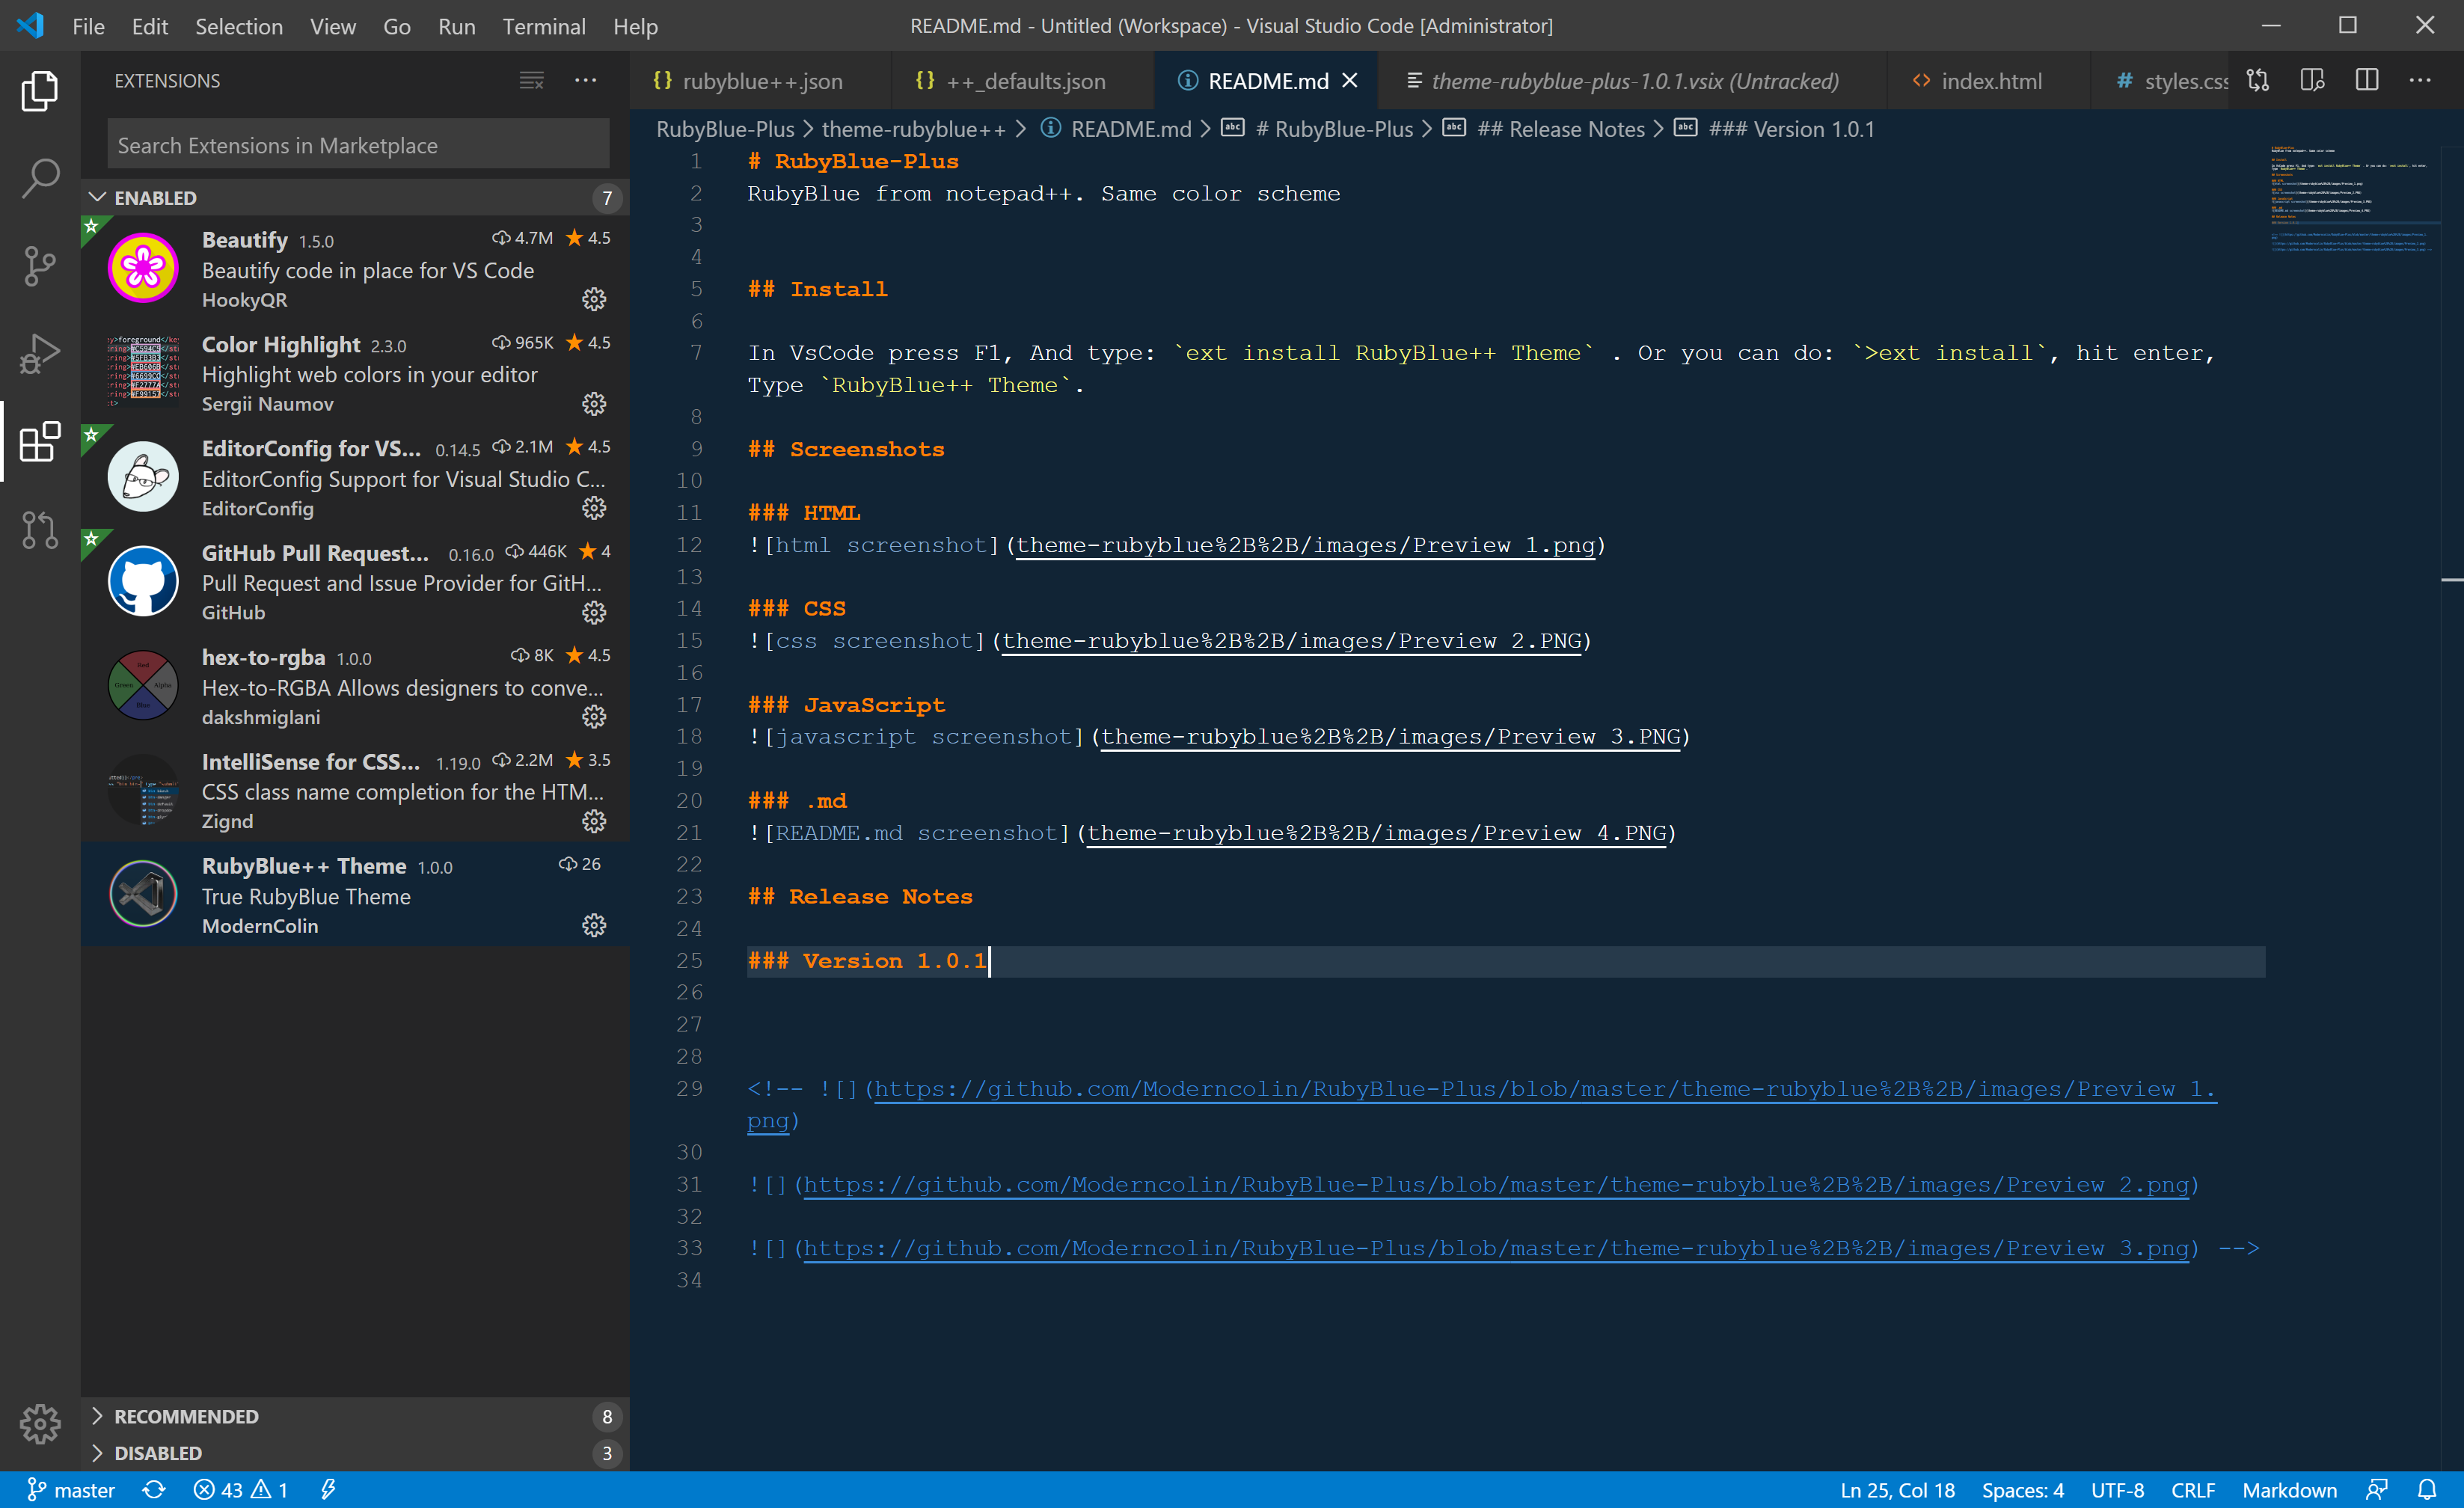 File Edit Selection View Go Run Terminal Help README.md - Untitled (Workspace) - Visual Studio Code [Administrator]
EXTENSIONS
Search Extensions in Marketplace
ENABLED 7
Beautify 1.5.0 4.7M 4.5
Beautify code in place for VS Code
HookyQR
Color Highlight 2.3.0 965K 4.5
Highlight web colors in your editor
Sergii Naumov
EditorConfig for VS... 0.14.5 2.1M 4.5
EditorConfig Support for Visual Studio C...
EditorConfig
GitHub Pull Request... 0.16.0 446K 4
Pull Request and Issue Provider for GitH...
GitHub
hex-to-rgba 1.0.0 8K 4.5
Hex-to-RGBA Allows designers to conve...
dakshmiglani
Red
Green Alpha
Blue
IntelliSense for CSS... 1.19.0 2.2M 3.5
CSS class name completion for the HTM...
Zignd
RubyBlue++ Theme 1.0.0 26
True RubyBlue Theme
ModernColin
RECOMMENDED 8
DISABLED 3
{} rubyblue++.json {} ++_defaults.json README.md theme-rubyblue-plus-1.0.1.vsix (Untracked) <> index.html # styles.css
RubyBlue-Plus > theme-rubyblue++ > README.md > abc # RubyBlue-Plus > abc ## Release Notes > abc ### Version 1.0.1
1 # RubyBlue-Plus
2 RubyBlue from notepad++. Same color scheme
3
4
5 ## Install
6
7 In VsCode press F1, And type: `ext install RubyBlue++ Theme` . Or you can do: `>ext install`, hit enter,
Type `RubyBlue++ Theme`.
8
9 ## Screenshots
10
11 ### HTML
12 ![html screenshot](theme-rubyblue%2B%2B/images/Preview_1.png)
13
14 ### CSS
15 ![css screenshot](theme-rubyblue%2B%2B/images/Preview_2.PNG)
16
17 ### JavaScript
18 ![javascript screenshot](theme-rubyblue%2B%2B/images/Preview_3.PNG)
19
20 ### .md
21 ![README.md screenshot](theme-rubyblue%2B%2B/images/Preview_4.PNG)
22
23 ## Release Notes
24
25 ### Version 1.0.1
26
27
28
29 <!-- ![](https://github.com/Moderncolin/RubyBlue-Plus/blob/master/theme-rubyblue%2B%2B/images/Preview_1.
png)
30
31 ![](https://github.com/Moderncolin/RubyBlue-Plus/blob/master/theme-rubyblue%2B%2B/images/Preview_2.png)
32
33 ![](https://github.com/Moderncolin/RubyBlue-Plus/blob/master/theme-rubyblue%2B%2B/images/Preview_3.png) -->
34
master 43 1 Ln 25, Col 18 Spaces: 4 UTF-8 CRLF Markdown